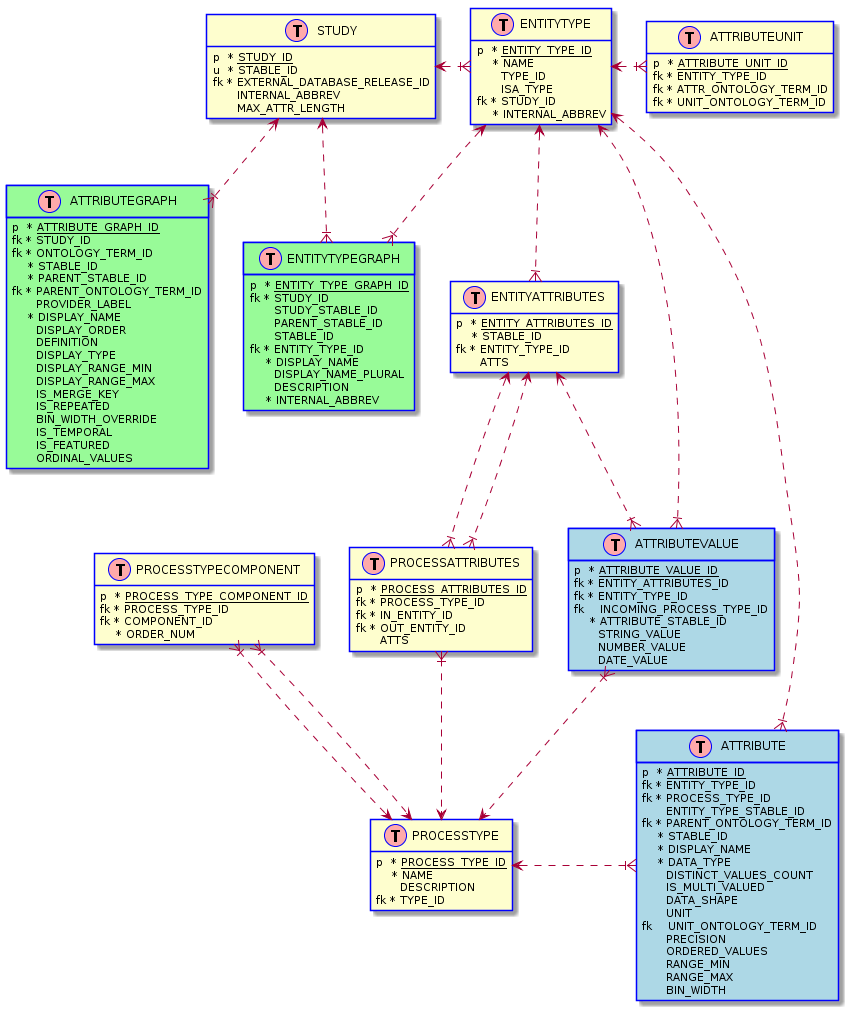 T STUDY
p * STUDY_ID
u * STABLE_ID
fk * EXTERNAL_DATABASE_RELEASE_ID
INTERNAL_ABBREV
MAX_ATTR_LENGTH
T ENTITYTYPE
p * ENTITY_TYPE_ID
* NAME
TYPE_ID
ISA_TYPE
fk * STUDY_ID
* INTERNAL_ABBREV
T ATTRIBUTEUNIT
p * ATTRIBUTE_UNIT_ID
fk * ENTITY_TYPE_ID
fk * ATTR_ONTOLOGY_TERM_ID
fk * UNIT_ONTOLOGY_TERM_ID
T ATTRIBUTEGRAPH
p * ATTRIBUTE_GRAPH_ID
fk * STUDY_ID
fk * ONTOLOGY_TERM_ID
* STABLE_ID
* PARENT_STABLE_ID
fk * PARENT_ONTOLOGY_TERM_ID
PROVIDER_LABEL
* DISPLAY_NAME
DISPLAY_ORDER
DEFINITION
DISPLAY_TYPE
DISPLAY_RANGE_MIN
DISPLAY_RANGE_MAX
IS_MERGE_KEY
IS_REPEATED
BIN_WIDTH_OVERRIDE
IS_TEMPORAL
IS_FEATURED
ORDINAL_VALUES
T ENTITYTYPEGRAPH
p * ENTITY_TYPE_GRAPH_ID
fk * STUDY_ID
STUDY_STABLE_ID
PARENT_STABLE_ID
STABLE_ID
fk * ENTITY_TYPE_ID
* DISPLAY_NAME
DISPLAY_NAME_PLURAL
DESCRIPTION
* INTERNAL_ABBREV
T ENTITYATTRIBUTES
p * ENTITY_ATTRIBUTES_ID
* STABLE_ID
fk * ENTITY_TYPE_ID
ATTS
T PROCESSTYPECOMPONENT
p * PROCESS_TYPE_COMPONENT_ID
fk * PROCESS_TYPE_ID
fk * COMPONENT_ID
* ORDER_NUM
T PROCESSATTRIBUTES
p * PROCESS_ATTRIBUTES_ID
fk * PROCESS_TYPE_ID
fk * IN_ENTITY_ID
fk * OUT_ENTITY_ID
ATTS
T ATTRIBUTEVALUE
p * ATTRIBUTE_VALUE_ID
fk * ENTITY_ATTRIBUTES_ID
fk * ENTITY_TYPE_ID
fk INCOMING_PROCESS_TYPE_ID
* ATTRIBUTE_STABLE_ID
STRING_VALUE
NUMBER_VALUE
DATE_VALUE
T PROCESSTYPE
p * PROCESS_TYPE_ID
* NAME
DESCRIPTION
fk * TYPE_ID
T ATTRIBUTE
p * ATTRIBUTE_ID
fk * ENTITY_TYPE_ID
fk * PROCESS_TYPE_ID
ENTITY_TYPE_STABLE_ID
fk * PARENT_ONTOLOGY_TERM_ID
* STABLE_ID
* DISPLAY_NAME
* DATA_TYPE
DISTINCT_VALUES_COUNT
IS_MULTI_VALUED
DATA_SHAPE
UNIT
fk UNIT_ONTOLOGY_TERM_ID
PRECISION
ORDERED_VALUES
RANGE_MIN
RANGE_MAX
BIN_WIDTH